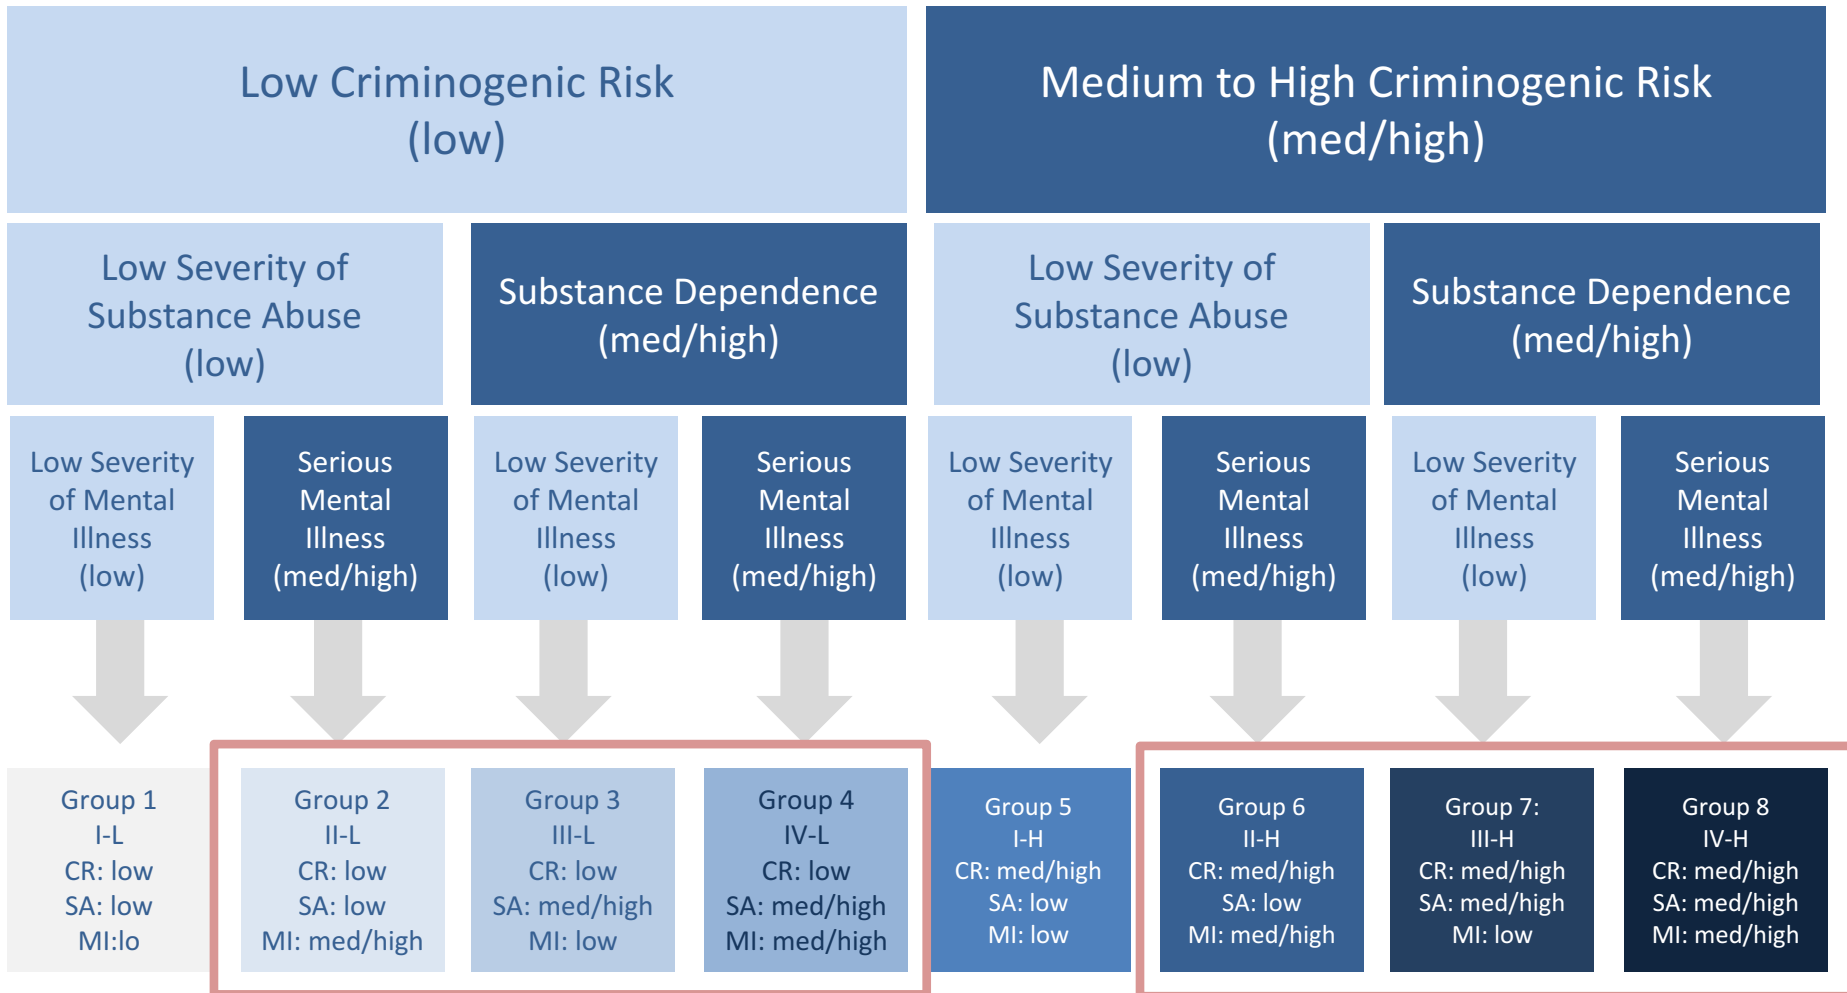 Low Criminogenic Risk
(low)
Medium to High Criminogenic Risk
(med/high)
Low Severity of
Substance Abuse
(low)
Substance Dependence
(med/high)
Low Severity of
Substance Abuse
(low)
Substance Dependence
(med/high)
Low Severity
of Mental
Illness
(low)
Serious
Mental
Illness
(med/high)
Low Severity
of Mental
Illness
(low)
Serious
Mental
Illness
(med/high)
Low Severity
of Mental
Illness
(low)
Serious
Mental
Illness
(med/high)
Low Severity
of Mental
Illness
(low)
Serious
Mental
Illness
(med/high)
Group 1
I-L
CR: low
SA: low
MI:lo
Group 2
II-L
CR: low
SA: low
MI: med/high
Group 3
III-L
CR: low
SA: med/high
MI: low
Group 4
IV-L
CR: low
SA: med/high
MI: med/high
Group 5
I-H
CR: med/high
SA: low
MI: low
Group 6
II-H
CR: med/high
SA: low
MI: med/high
Group 7:
III-H
CR: med/high
SA: med/high
MI: low
Group 8
IV-H
CR: med/high
SA: med/high
MI: med/high